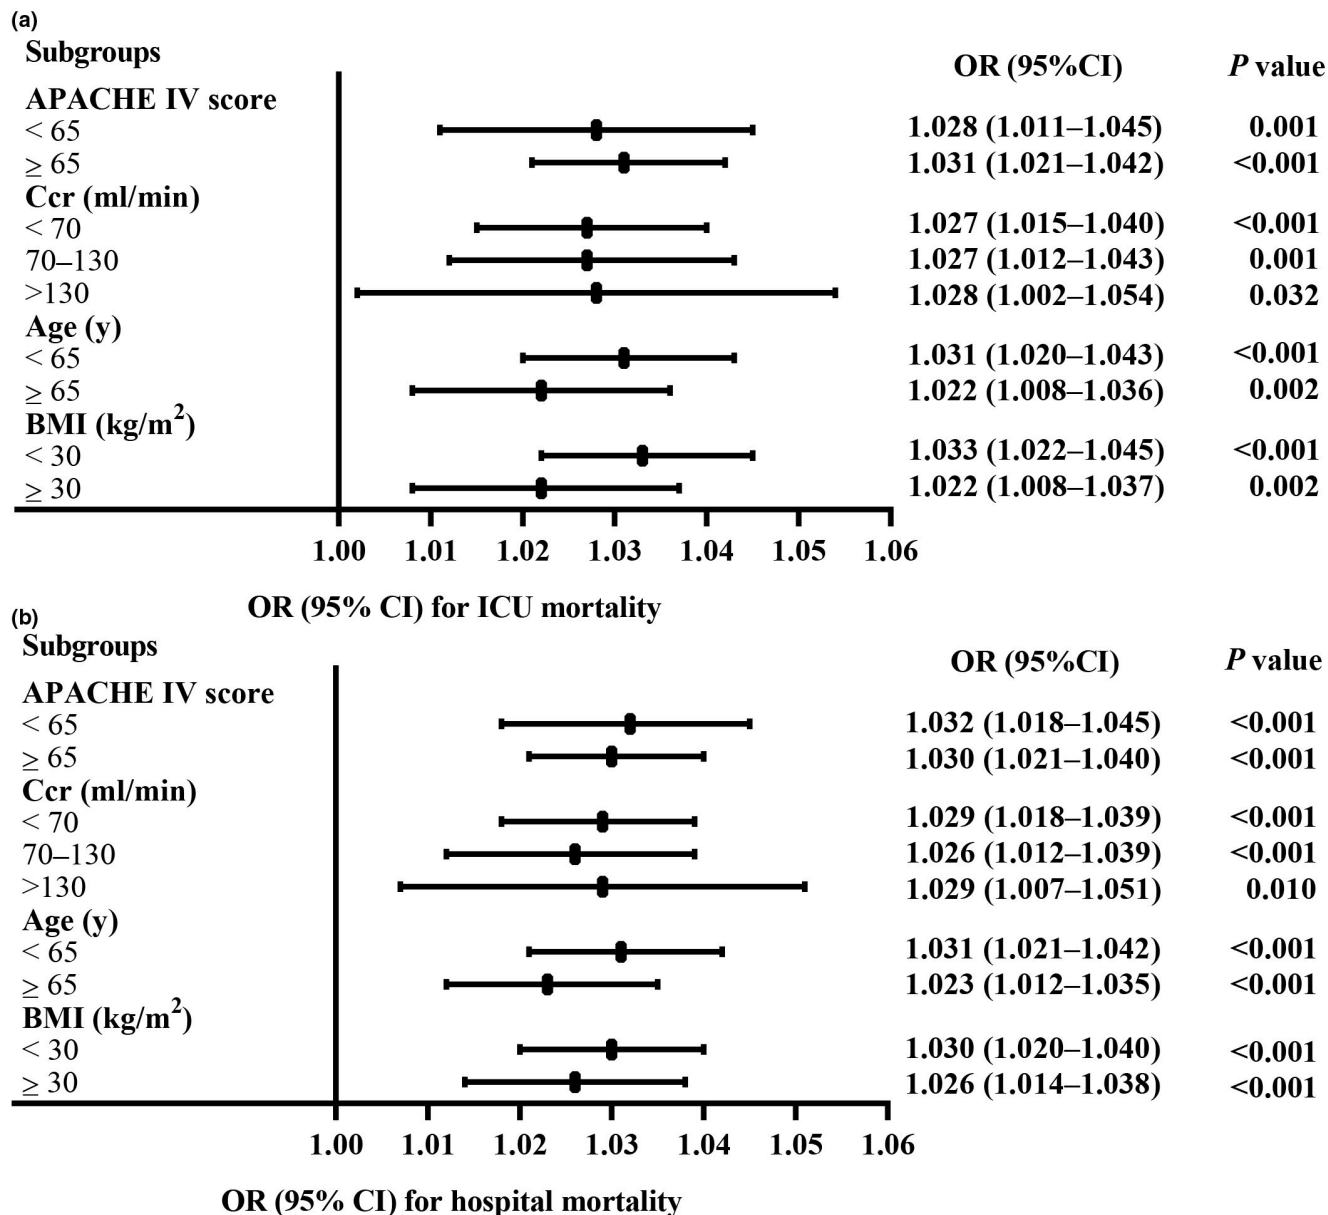 (a)
Subgroups OR (95%CI) P value
APACHE IV score
< 65 1.028 (1.011–1.045) 0.001
≥ 65 1.031 (1.021–1.042) <0.001
Ccr (ml/min)
< 70 1.027 (1.015–1.040) <0.001
70–130 1.027 (1.012–1.043) 0.001
>130 1.028 (1.002–1.054) 0.032
Age (y)
< 65 1.031 (1.020–1.043) <0.001
≥ 65 1.022 (1.008–1.036) 0.002
BMI (kg/m²)
< 30 1.033 (1.022–1.045) <0.001
≥ 30 1.022 (1.008–1.037) 0.002
1.00 1.01 1.02 1.03 1.04 1.05 1.06
OR (95% CI) for ICU mortality
(b)
Subgroups OR (95%CI) P value
APACHE IV score
< 65 1.032 (1.018–1.045) <0.001
≥ 65 1.030 (1.021–1.040) <0.001
Ccr (ml/min)
< 70 1.029 (1.018–1.039) <0.001
70–130 1.026 (1.012–1.039) <0.001
>130 1.029 (1.007–1.051) 0.010
Age (y)
< 65 1.031 (1.021–1.042) <0.001
≥ 65 1.023 (1.012–1.035) <0.001
BMI (kg/m²)
< 30 1.030 (1.020–1.040) <0.001
≥ 30 1.026 (1.014–1.038) <0.001
1.00 1.01 1.02 1.03 1.04 1.05 1.06
OR (95% CI) for hospital mortality